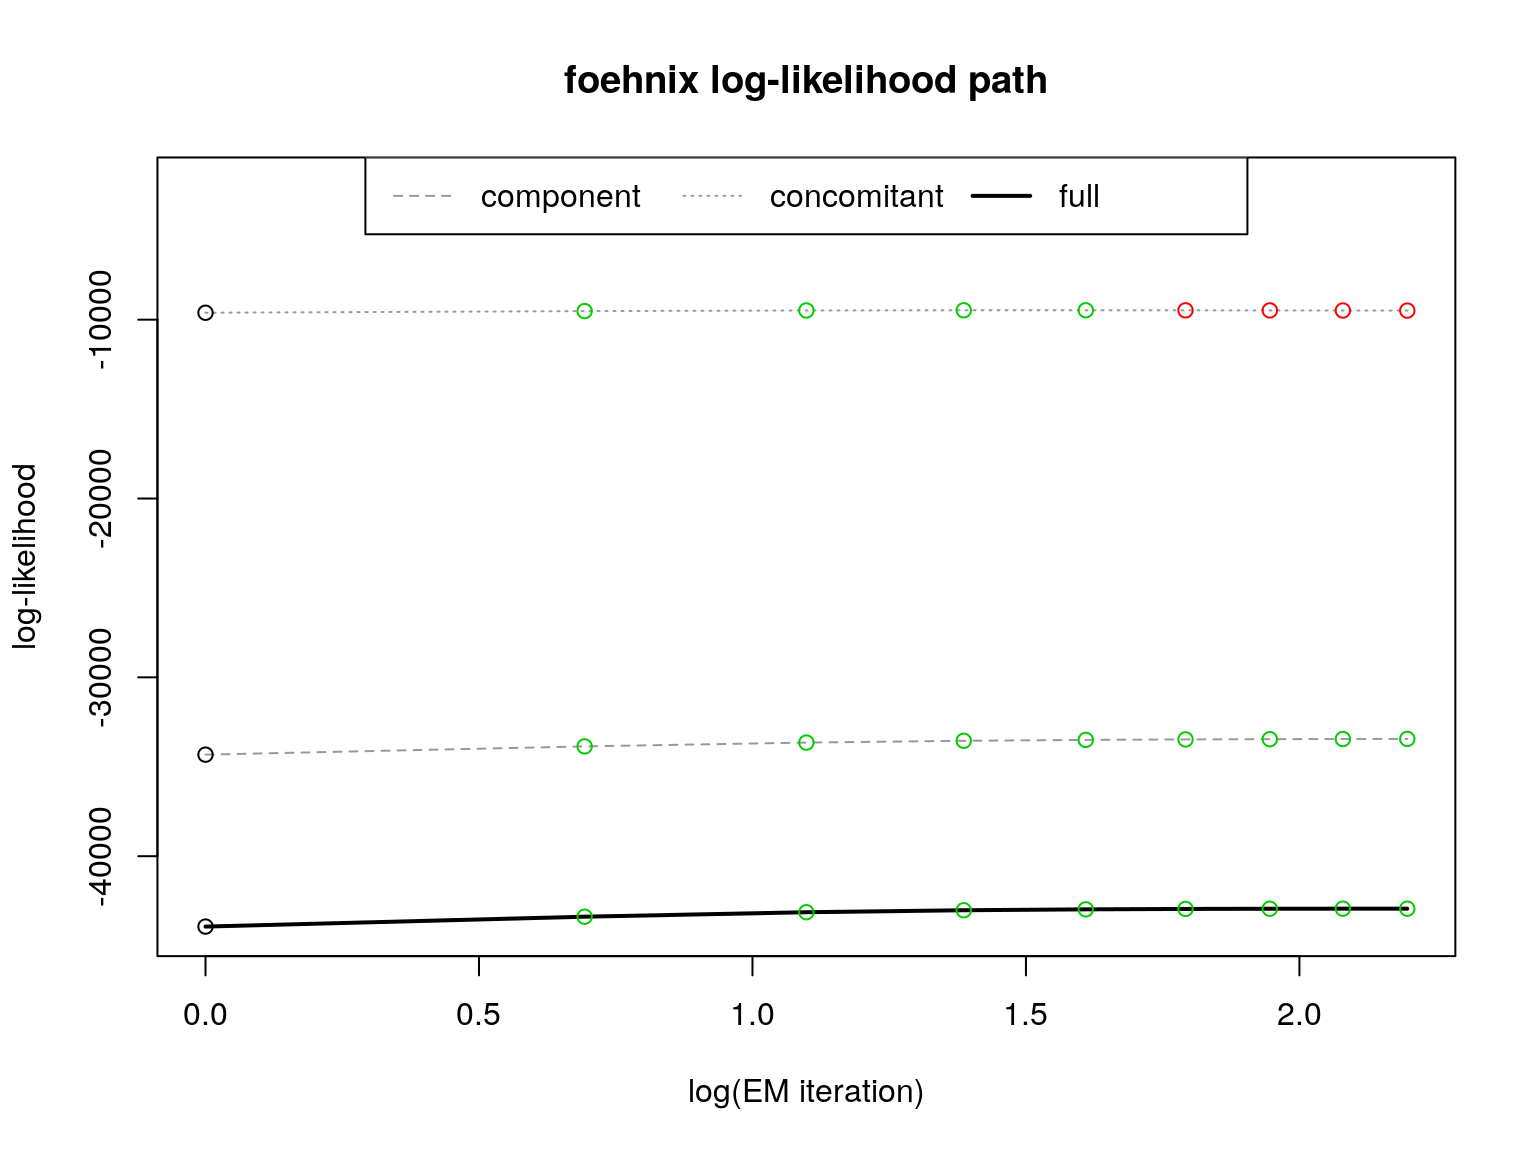 foehnix log-likelihood path
component concomitant full
log-likelihood
-10000
-20000
-30000
-40000
0.0 0.5 1.0 1.5 2.0
log(EM iteration)